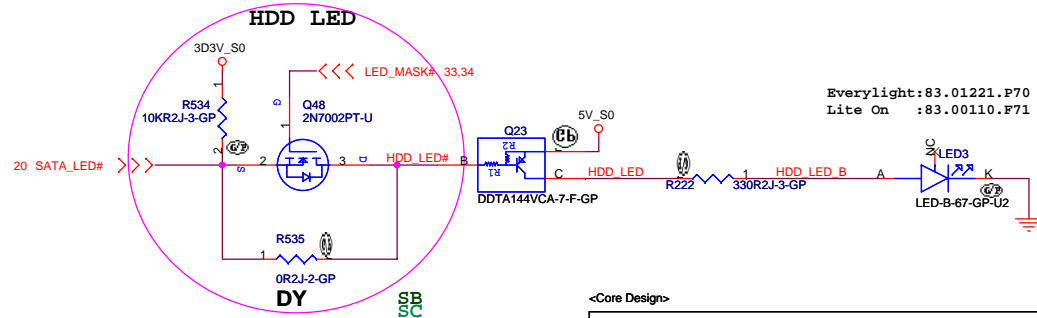 HDD LED
3D3V_S0
LED_MASK# 33,34
R534
10KR2J-3-GP
1
2
G
1
Q48
2N7002PT-U
20 SATA_LED#
2
S
3
D
HDD_LED#
B
Q23
R1
R2
E
C
DDTA144VCA-7-F-GP
5V_S0
HDD_LED
R222
1
330R2J-3-GP
HDD_LED_B
Everylight:83.01221.P70
Lite On :83.00110.F71
NC
LED3
A
K
LED-B-67-GP-U2
R535
1
0R2J-2-GP
DY
SB
SC
<Core Design>